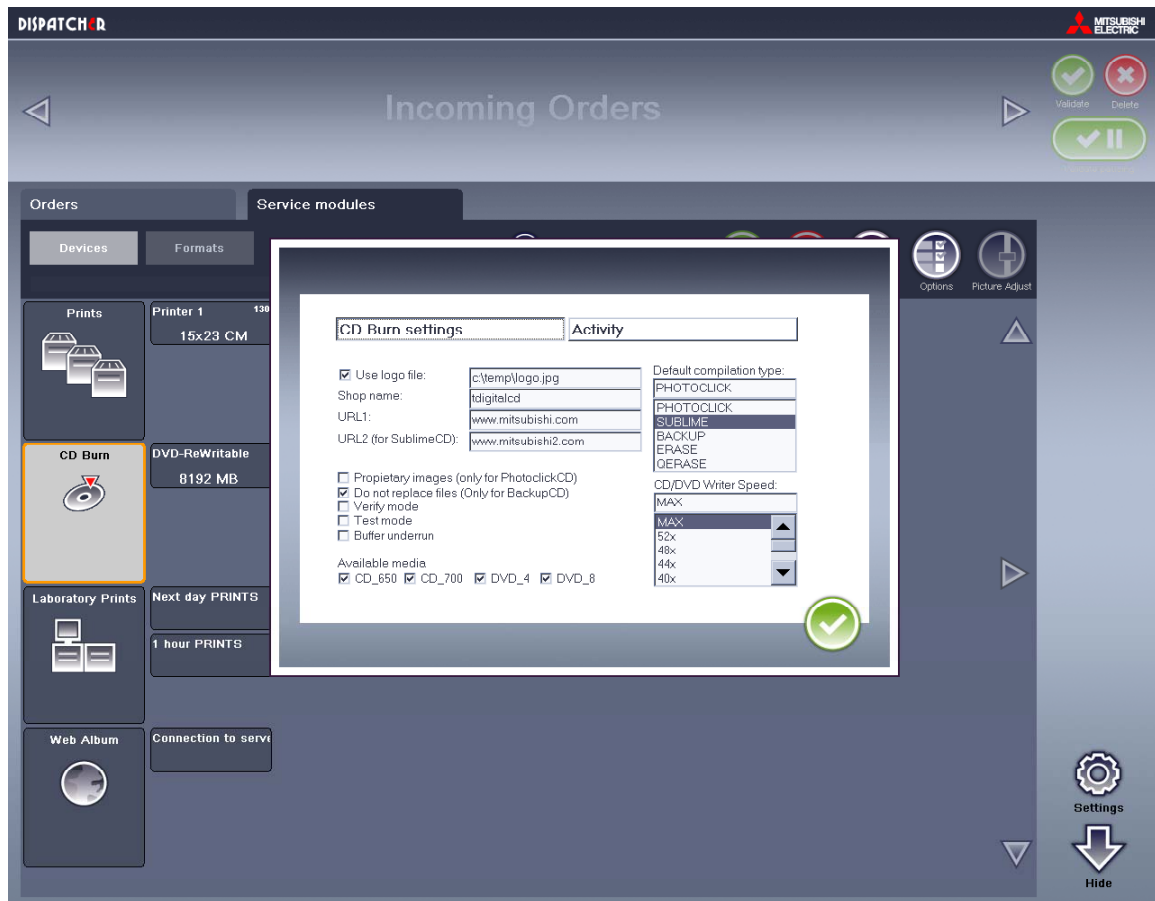 DISPATCHER
MITSUBISHI
ELECTRIC
Incoming Orders
Validate
Delete
Orders
Service modules
Devices
Formats
Options
Picture Adjust
Prints
Printer 1
130
15x23 CM
CD Burn
DVD-ReWritable
8192 MB
Laboratory Prints
Next day PRINTS
1 hour PRINTS
Web Album
Connection to serve
CD Burn settings
Activity
Use logo file:
c:\temp\logo.jpg
Shop name:
tdigitalcd
URL1:
www.mitsubishi.com
URL2 (for SublimeCD):
www.mitsubishi2.com
Propietary images (only for PhotoclickCD)
Do not replace files (Only for BackupCD)
Verify mode
Test mode
Buffer underrun
Available media
CD_650 CD_700 DVD_4 DVD_8
Default compilation type:
PHOTOCLICK
PHOTOCLICK
SUBLIME
BACKUP
ERASE
QERASE
CD/DVD Writer Speed:
MAX
MAX
52x
48x
44x
40x
Settings
Hide